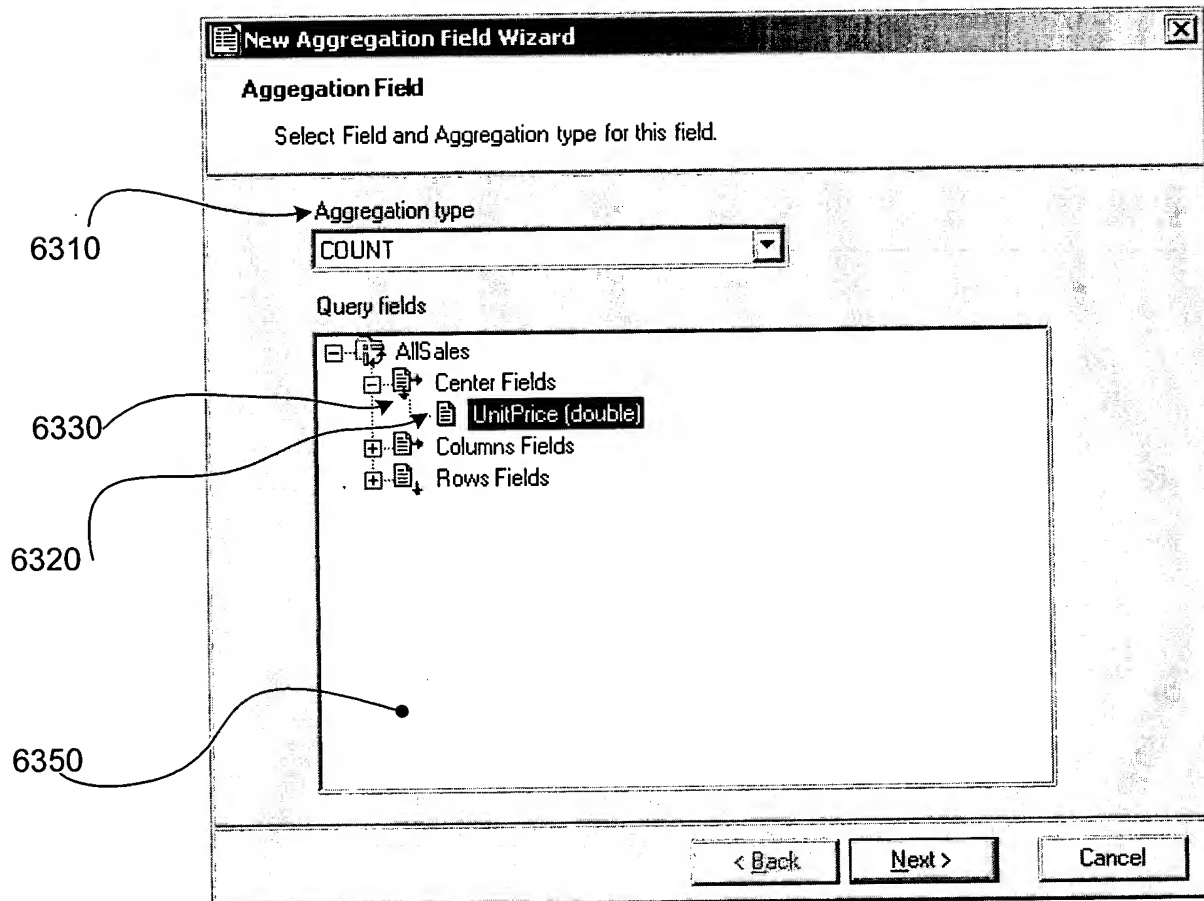 New Aggregation Field Wizard
Aggegation Field
Select Field and Aggregation type for this field.
6310
Aggregation type
COUNT
Query fields
AllSales
Center Fields
6330
UnitPrice (double)
Columns Fields
Rows Fields
6320
6350
< Back
Next >
Cancel